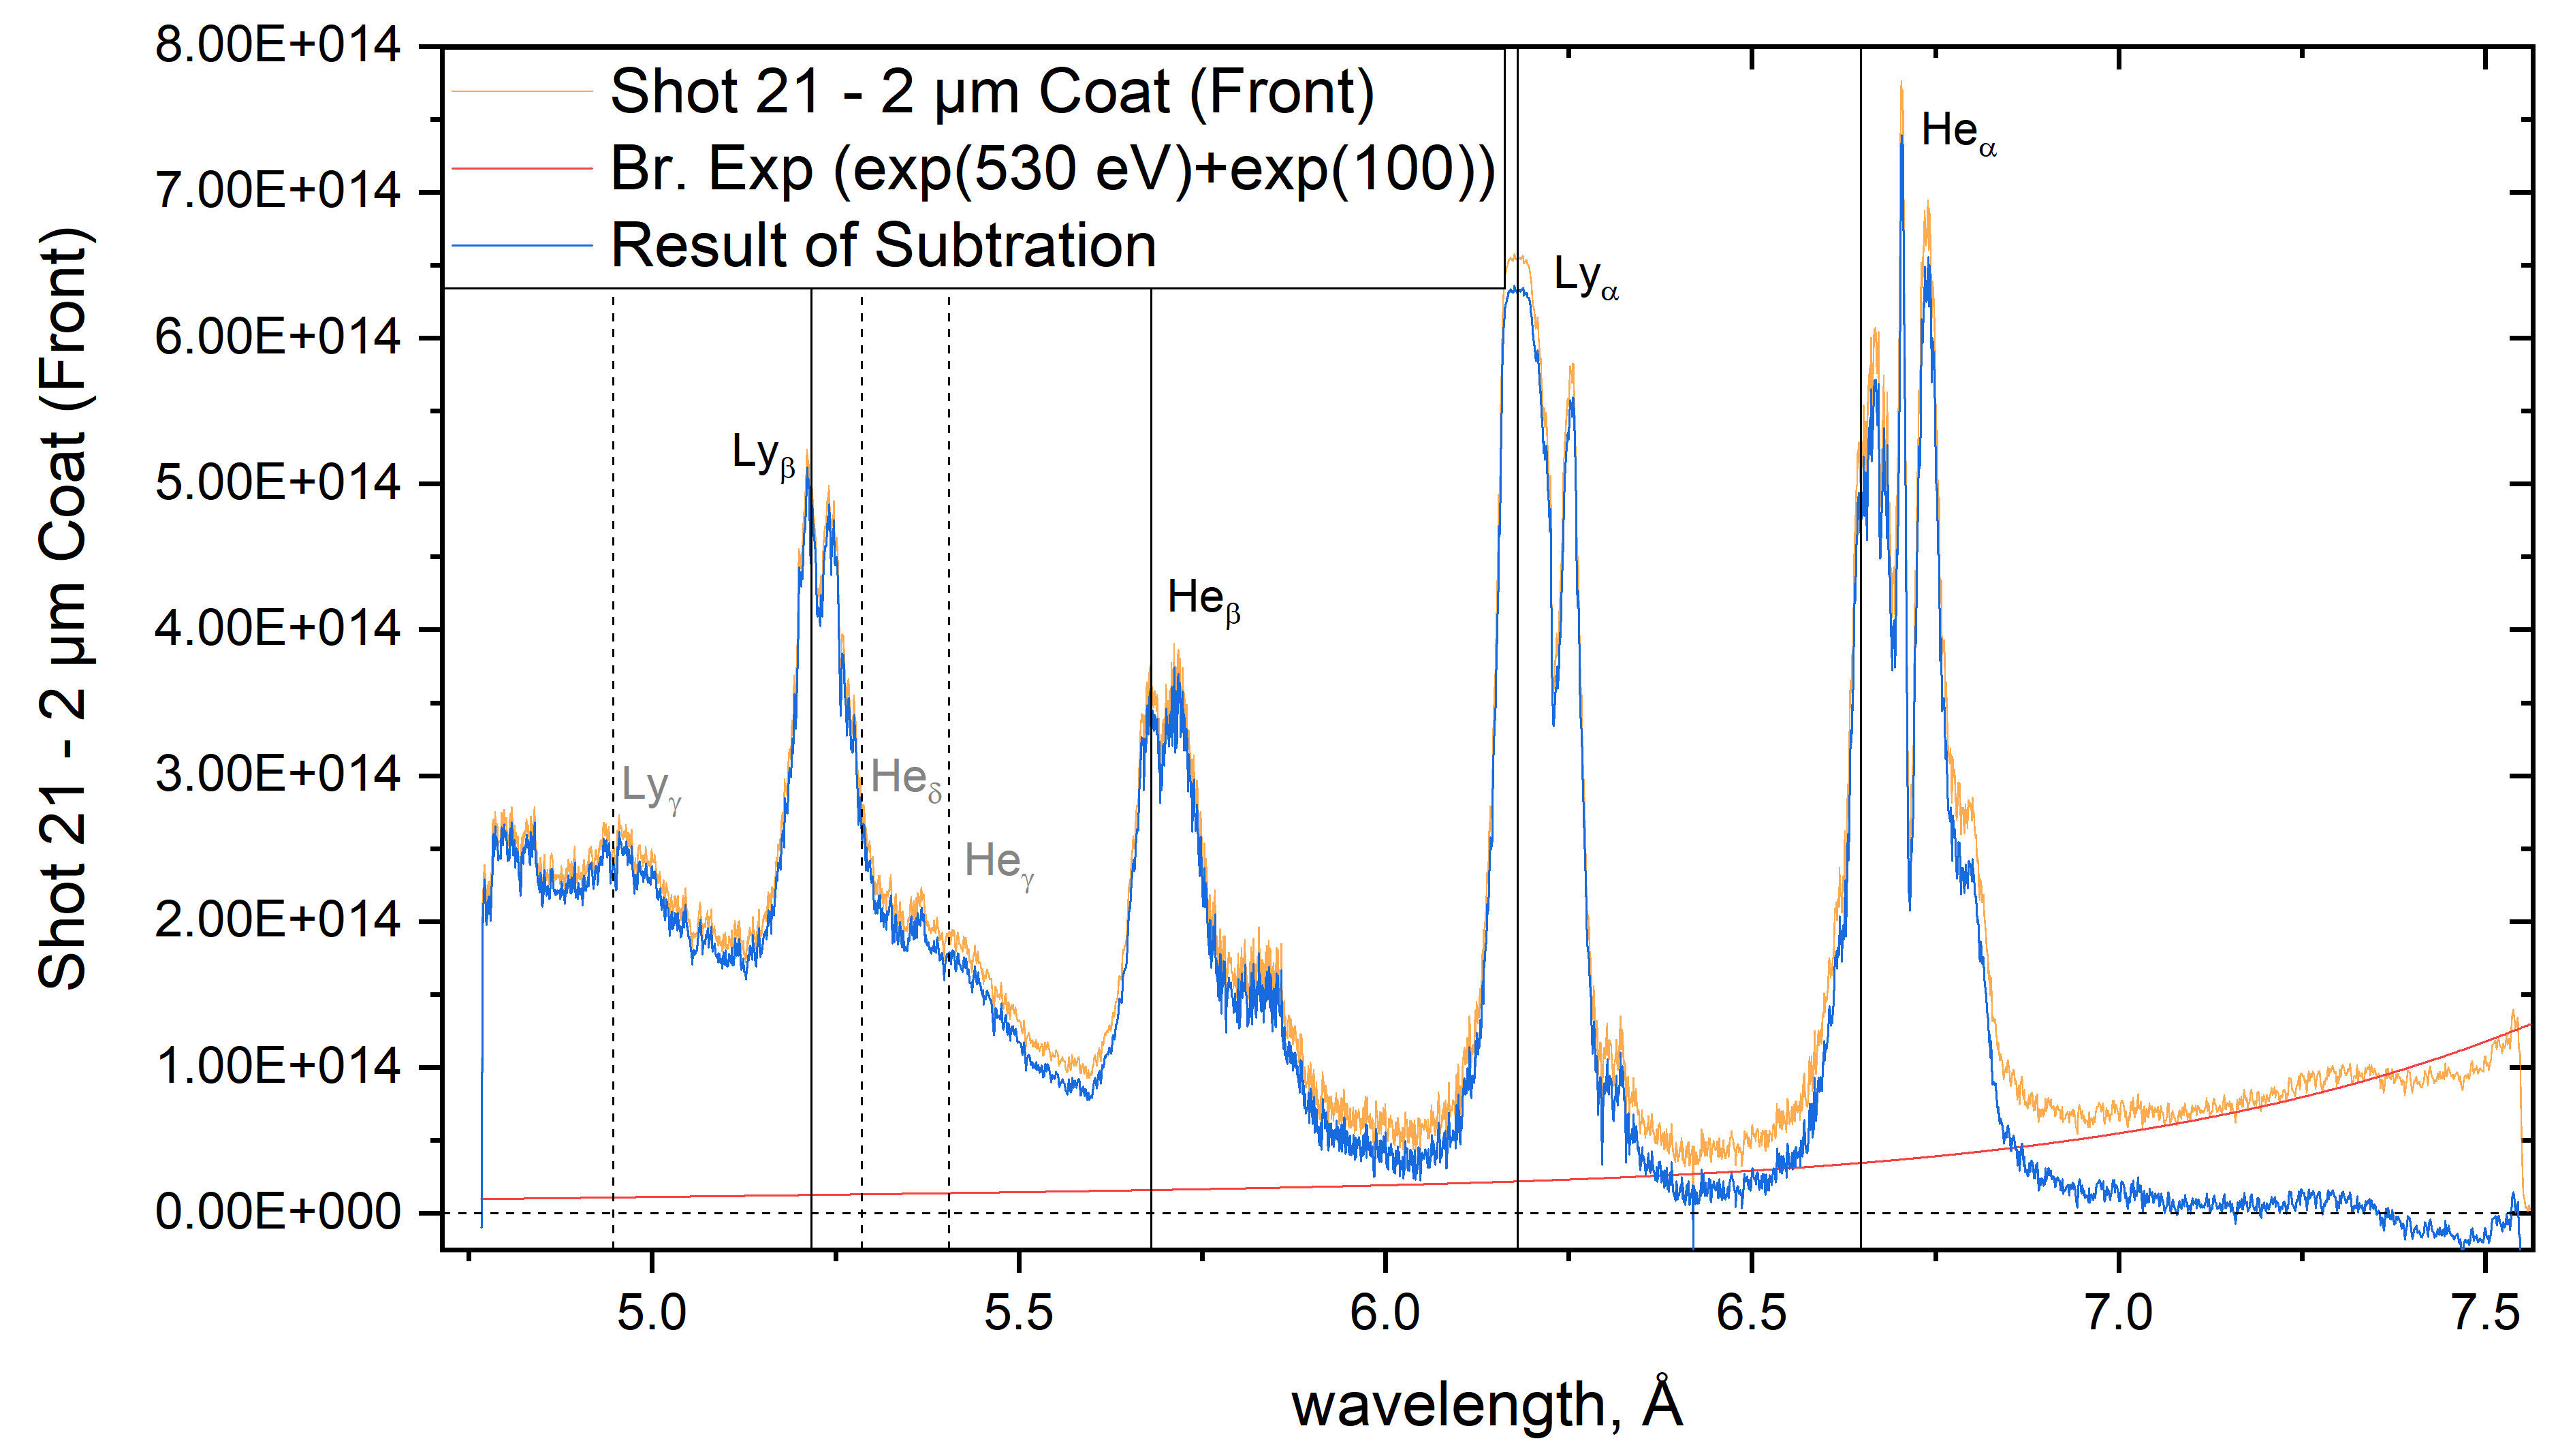 Shot 21 - 2 µm Coat (Front)
8.00E+014
7.00E+014
6.00E+014
5.00E+014
4.00E+014
3.00E+014
2.00E+014
1.00E+014
0.00E+000
Shot 21 - 2 µm Coat (Front)
Br. Exp (exp(530 eV)+exp(100))
Result of Subtration
Lyγ
Lyβ
Heδ
Heγ
Heβ
Lyα
Heα
5.0 5.5 6.0 6.5 7.0 7.5
wavelength, Å